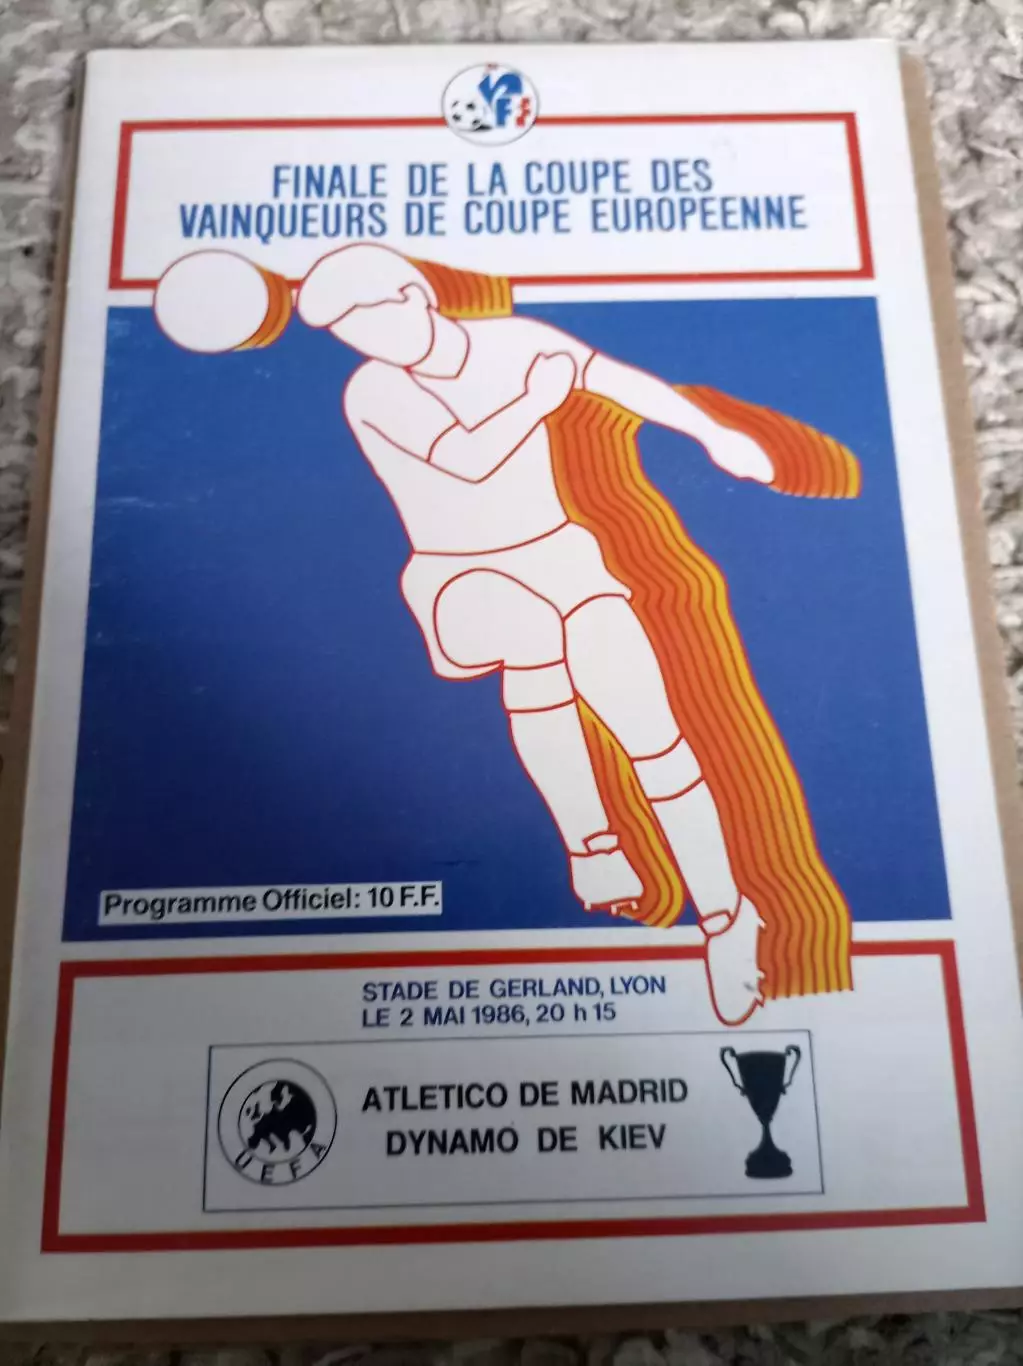 FFF
FINALE DE LA COUPE DES
VAINQUEURS DE COUPE EUROPEENNE
Programme Officiel: 10 F.F.
STADE DE GERLAND, LYON
LE 2 MAI 1986, 20 h 15
UEFA
ATLETICO DE MADRID
DYNAMO DE KIEV